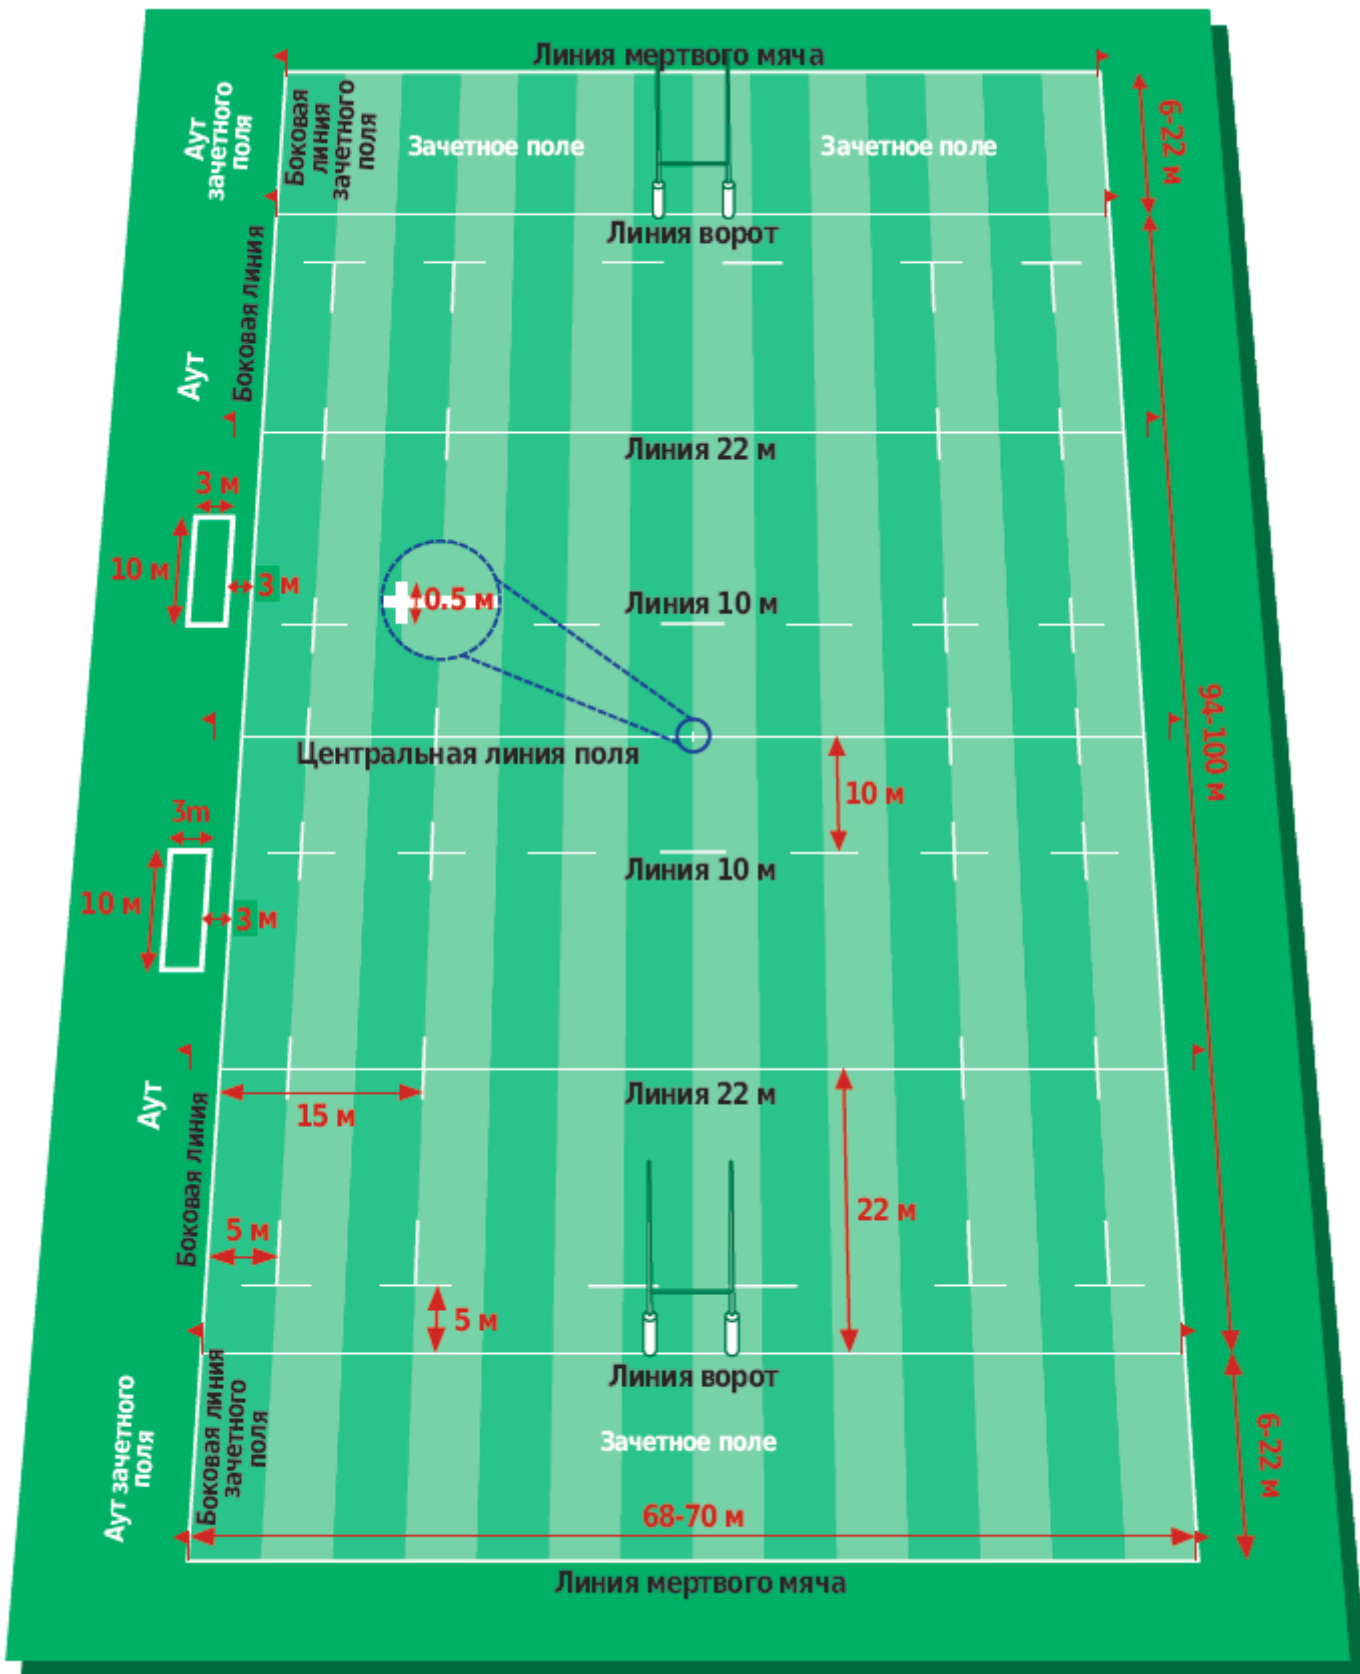 Линия мертвого мяча
Аут
зачетного
поля
Боковая
линия
зачетного
поля
Зачетное поле
Зачетное поле
6-22 м
Линия ворот
Боковая линия
Аут
Линия 22 м
3 м
10 м
3 м
0.5 м
Линия 10 м
94-100 м
Центральная линия поля
10 м
3m
10 м
3 м
Линия 10 м
Аут
Боковая линия
15 м
Линия 22 м
22 м
5 м
5 м
Линия ворот
Аут зачетного
поля
Боковая линия
зачетного
поля
Зачетное поле
6-22 м
68-70 м
Линия мертвого мяча